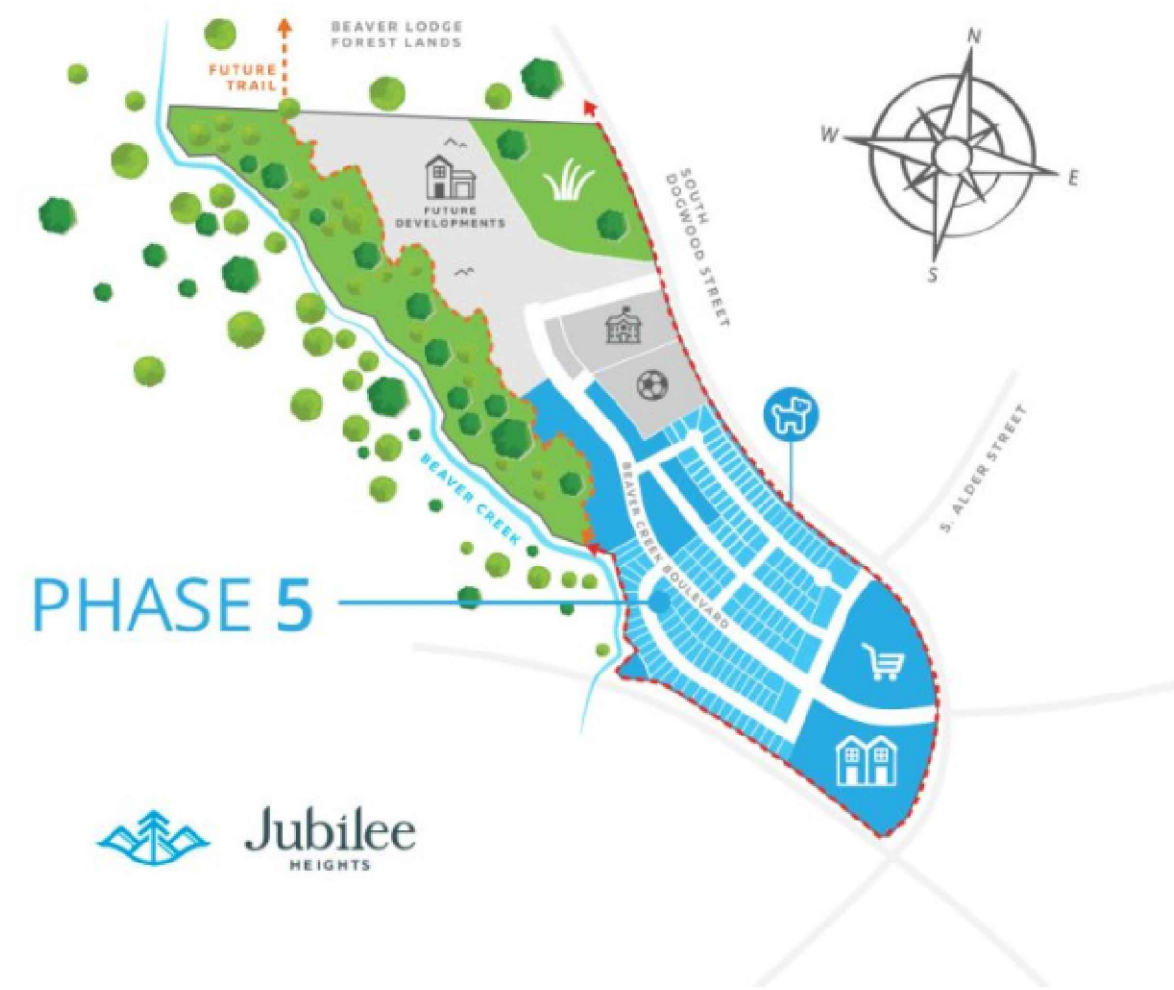 BEAVER LODGE
FOREST LANDS
FUTURE
TRAIL
N
W
E
S
SOUTH
DOGWOOD STREET
FUTURE
DEVELOPMENTS
S. ALDER STREET
BEAVER CREEK
BEAVER CREEK BOULEVARD
PHASE 5
Jubilee
HEIGHTS